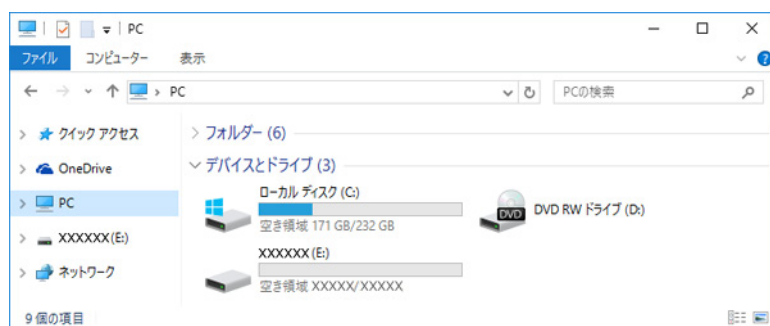 PC
ファイル コンピューター 表示
PC PCの検索
クイック アクセス
OneDrive
PC
XXXXXX(E:)
ネットワーク
フォルダー (6)
デバイスとドライブ (3)
ローカル ディスク (C:)
空き領域 171 GB/232 GB
DVD
DVD RW ドライブ (D:)
XXXXXX (E:)
空き領域 XXXXX/XXXXX
9 個の項目